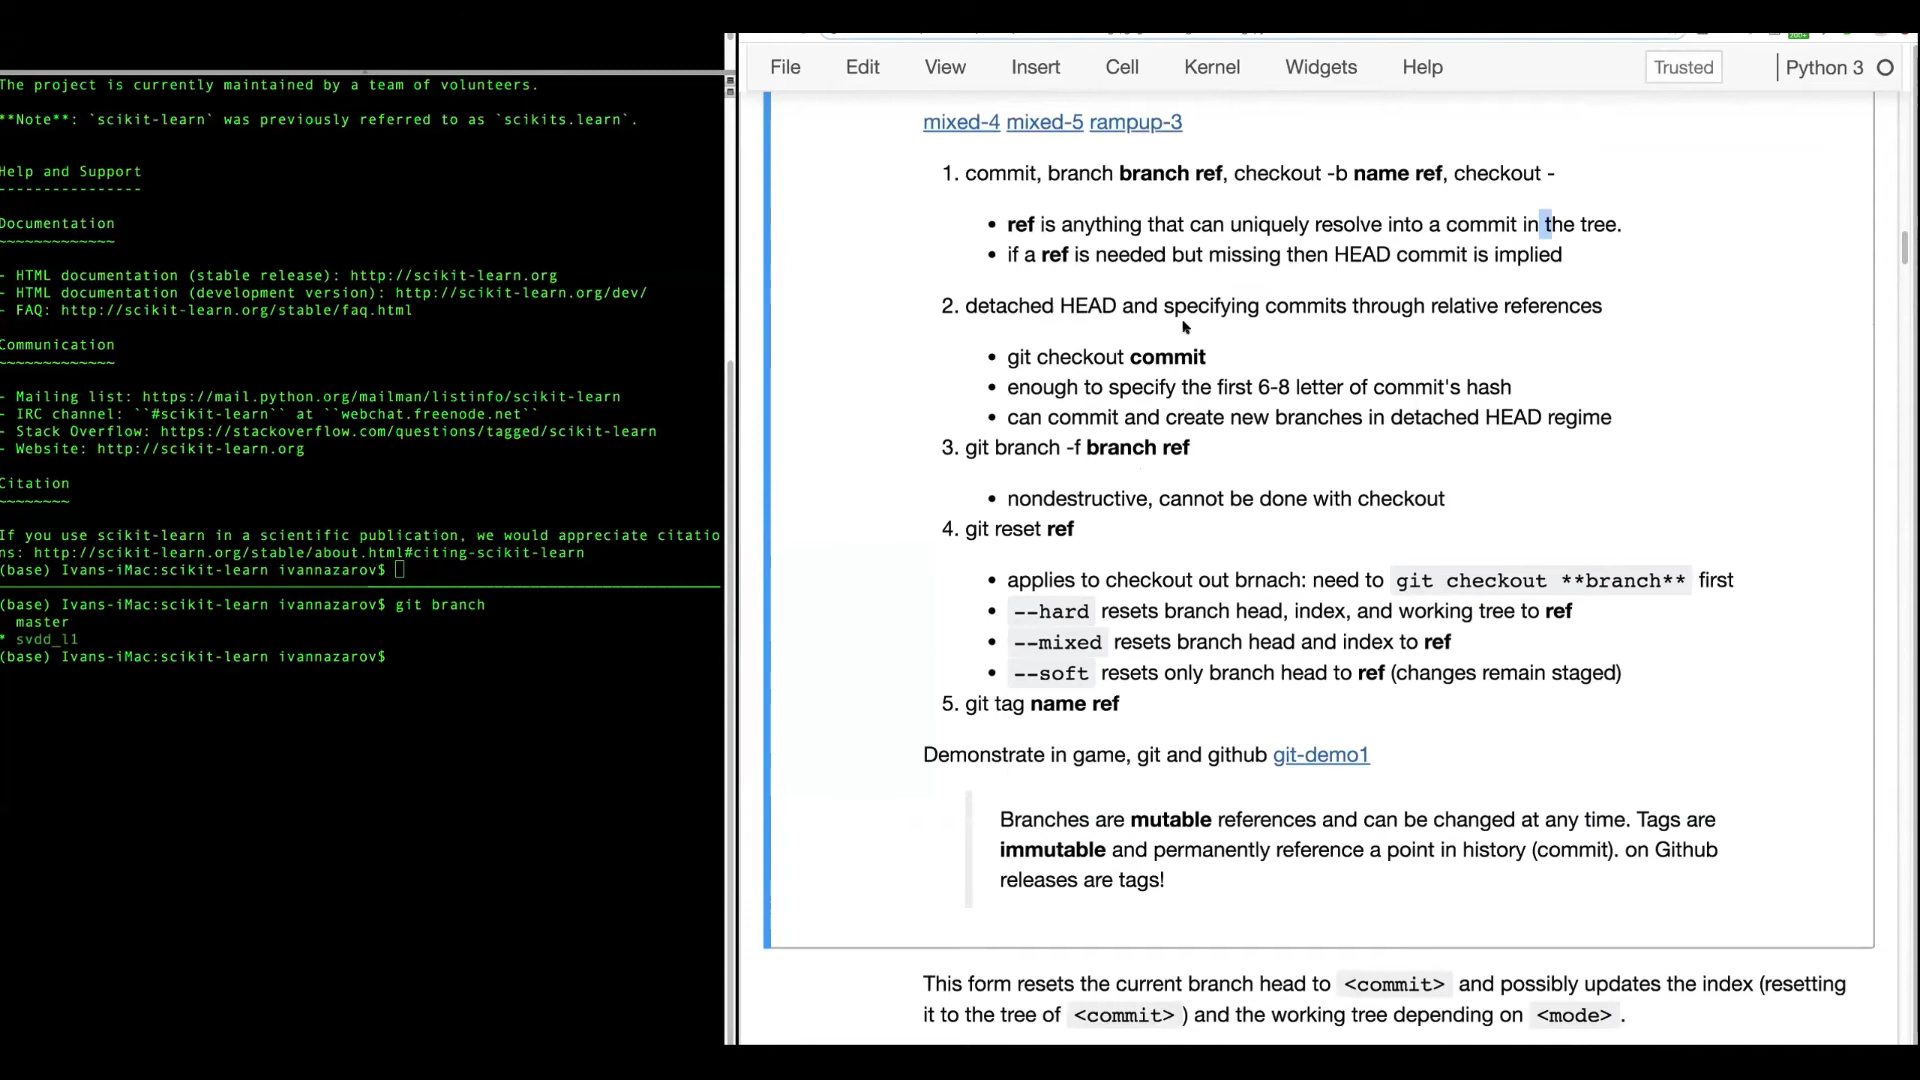 The project is currently maintained by a team of volunteers.
**Note**: `scikit-learn` was previously referred to as `scikits.learn`.
Help and Support
----------------
Documentation
~~~~~~~~~~~~~
- HTML documentation (stable release): http://scikit-learn.org
- HTML documentation (development version): http://scikit-learn.org/dev/
- FAQ: http://scikit-learn.org/stable/faq.html
Communication
~~~~~~~~~~~~~
- Mailing list: https://mail.python.org/mailman/listinfo/scikit-learn
- IRC channel: ``#scikit-learn`` at ``webchat.freenode.net``
- Stack Overflow: https://stackoverflow.com/questions/tagged/scikit-learn
- Website: http://scikit-learn.org
Citation
~~~~~~~~
If you use scikit-learn in a scientific publication, we would appreciate citatio
ns: http://scikit-learn.org/stable/about.html#citing-scikit-learn
(base) Ivans-iMac:scikit-learn ivannazarov$
(base) Ivans-iMac:scikit-learn ivannazarov$ git branch
master
* svdd_l1
(base) Ivans-iMac:scikit-learn ivannazarov$
File Edit View Insert Cell Kernel Widgets Help Trusted Python 3
mixed-4 mixed-5 rampup-3
1. commit, branch branch ref, checkout -b name ref, checkout -
• ref is anything that can uniquely resolve into a commit in the tree.
• if a ref is needed but missing then HEAD commit is implied
2. detached HEAD and specifying commits through relative references
• git checkout commit
• enough to specify the first 6-8 letter of commit's hash
• can commit and create new branches in detached HEAD regime
3. git branch -f branch ref
• nondestructive, cannot be done with checkout
4. git reset ref
• applies to checkout out brnach: need to git checkout **branch** first
• --hard resets branch head, index, and working tree to ref
• --mixed resets branch head and index to ref
• --soft resets only branch head to ref (changes remain staged)
5. git tag name ref
Demonstrate in game, git and github git-demo1
Branches are mutable references and can be changed at any time. Tags are
immutable and permanently reference a point in history (commit). on Github
releases are tags!
This form resets the current branch head to <commit> and possibly updates the index (resetting
it to the tree of <commit> ) and the working tree depending on <mode> .